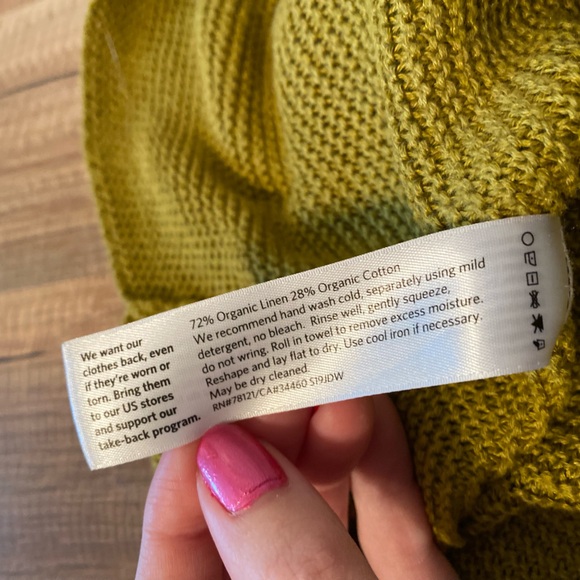 We want our
clothes back, even
if they're worn or
torn. Bring them
to our US stores
and support our
take-back program.
72% Organic Linen 28% Organic Cotton
We recommend hand wash cold, separately using mild
detergent, no bleach. Rinse well, gently squeeze,
do not wring. Roll in towel to remove excess moisture.
Reshape and lay flat to dry. Use cool iron if necessary.
May be dry cleaned.
RN#78121/CA#34460 S19JDW